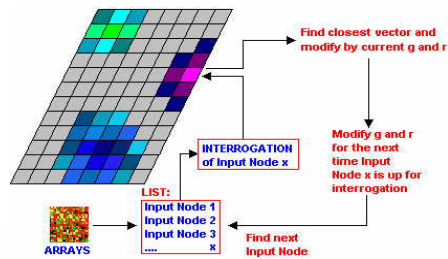 Find closest vector and
modify by current g and r
INTERROGATION
of Input Node x
Modify g and r
for the next
time Input
Node x is up for
interrogation
LIST:
Input Node 1
Input Node 2
Input Node 3
.... x
ARRAYS
Find next
Input Node